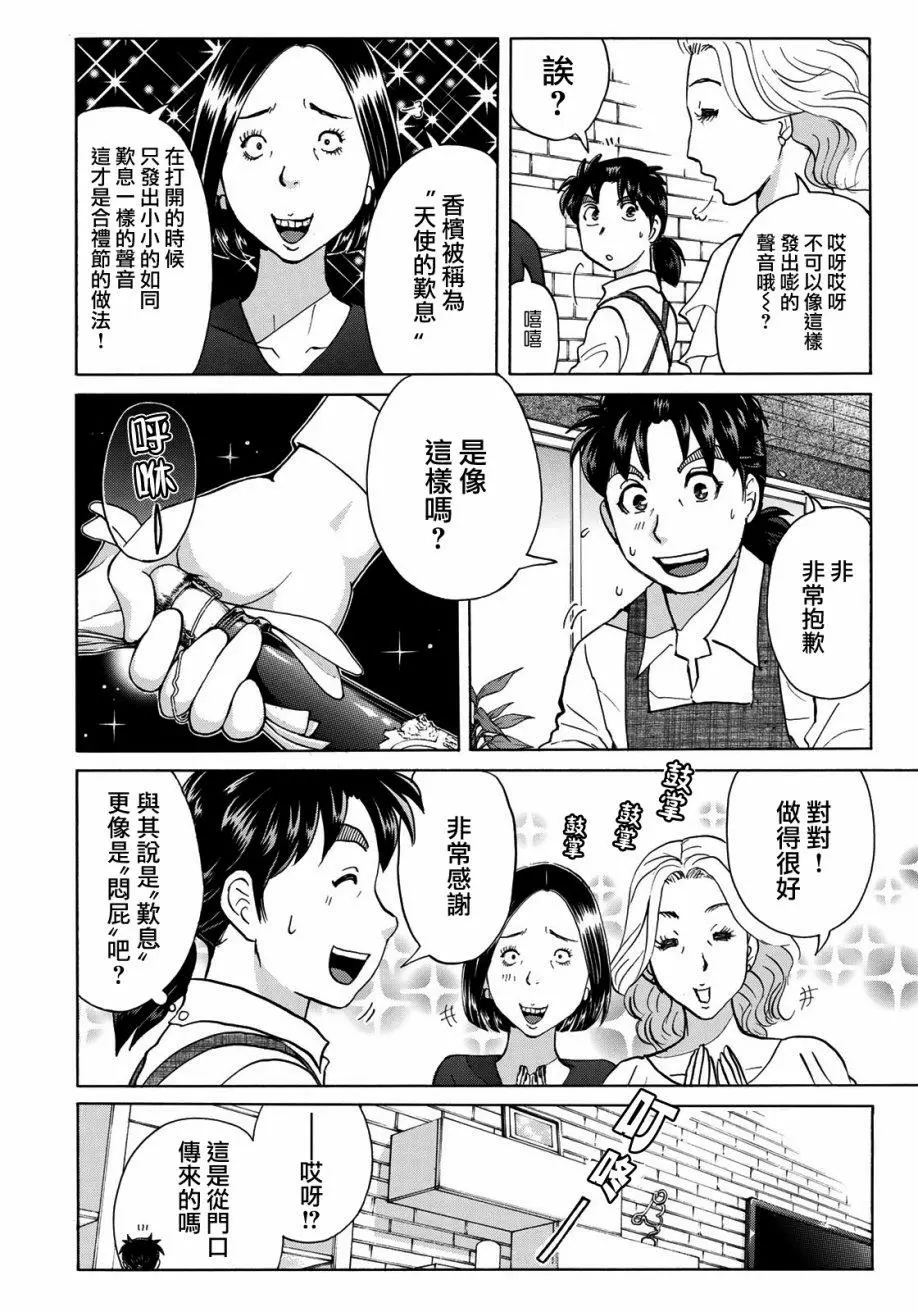 誒？
哎呀哎呀
不可以像這樣
發出嘭的
聲音哦～？
嘻嘻
香檳被稱為
“天使的歎息“
在打開的時候
只發出小小的如同
歎息一樣的聲音
這才是合禮節的做法！
非
非常抱歉
是像
這樣嗎？
呼咻—
對對！
做得很好
鼓掌
鼓掌
鼓掌
非常感謝
與其說是“歎息”
更像是“悶屁”吧？
叮咚—
—哎呀!?
這是從門口
傳來的嗎